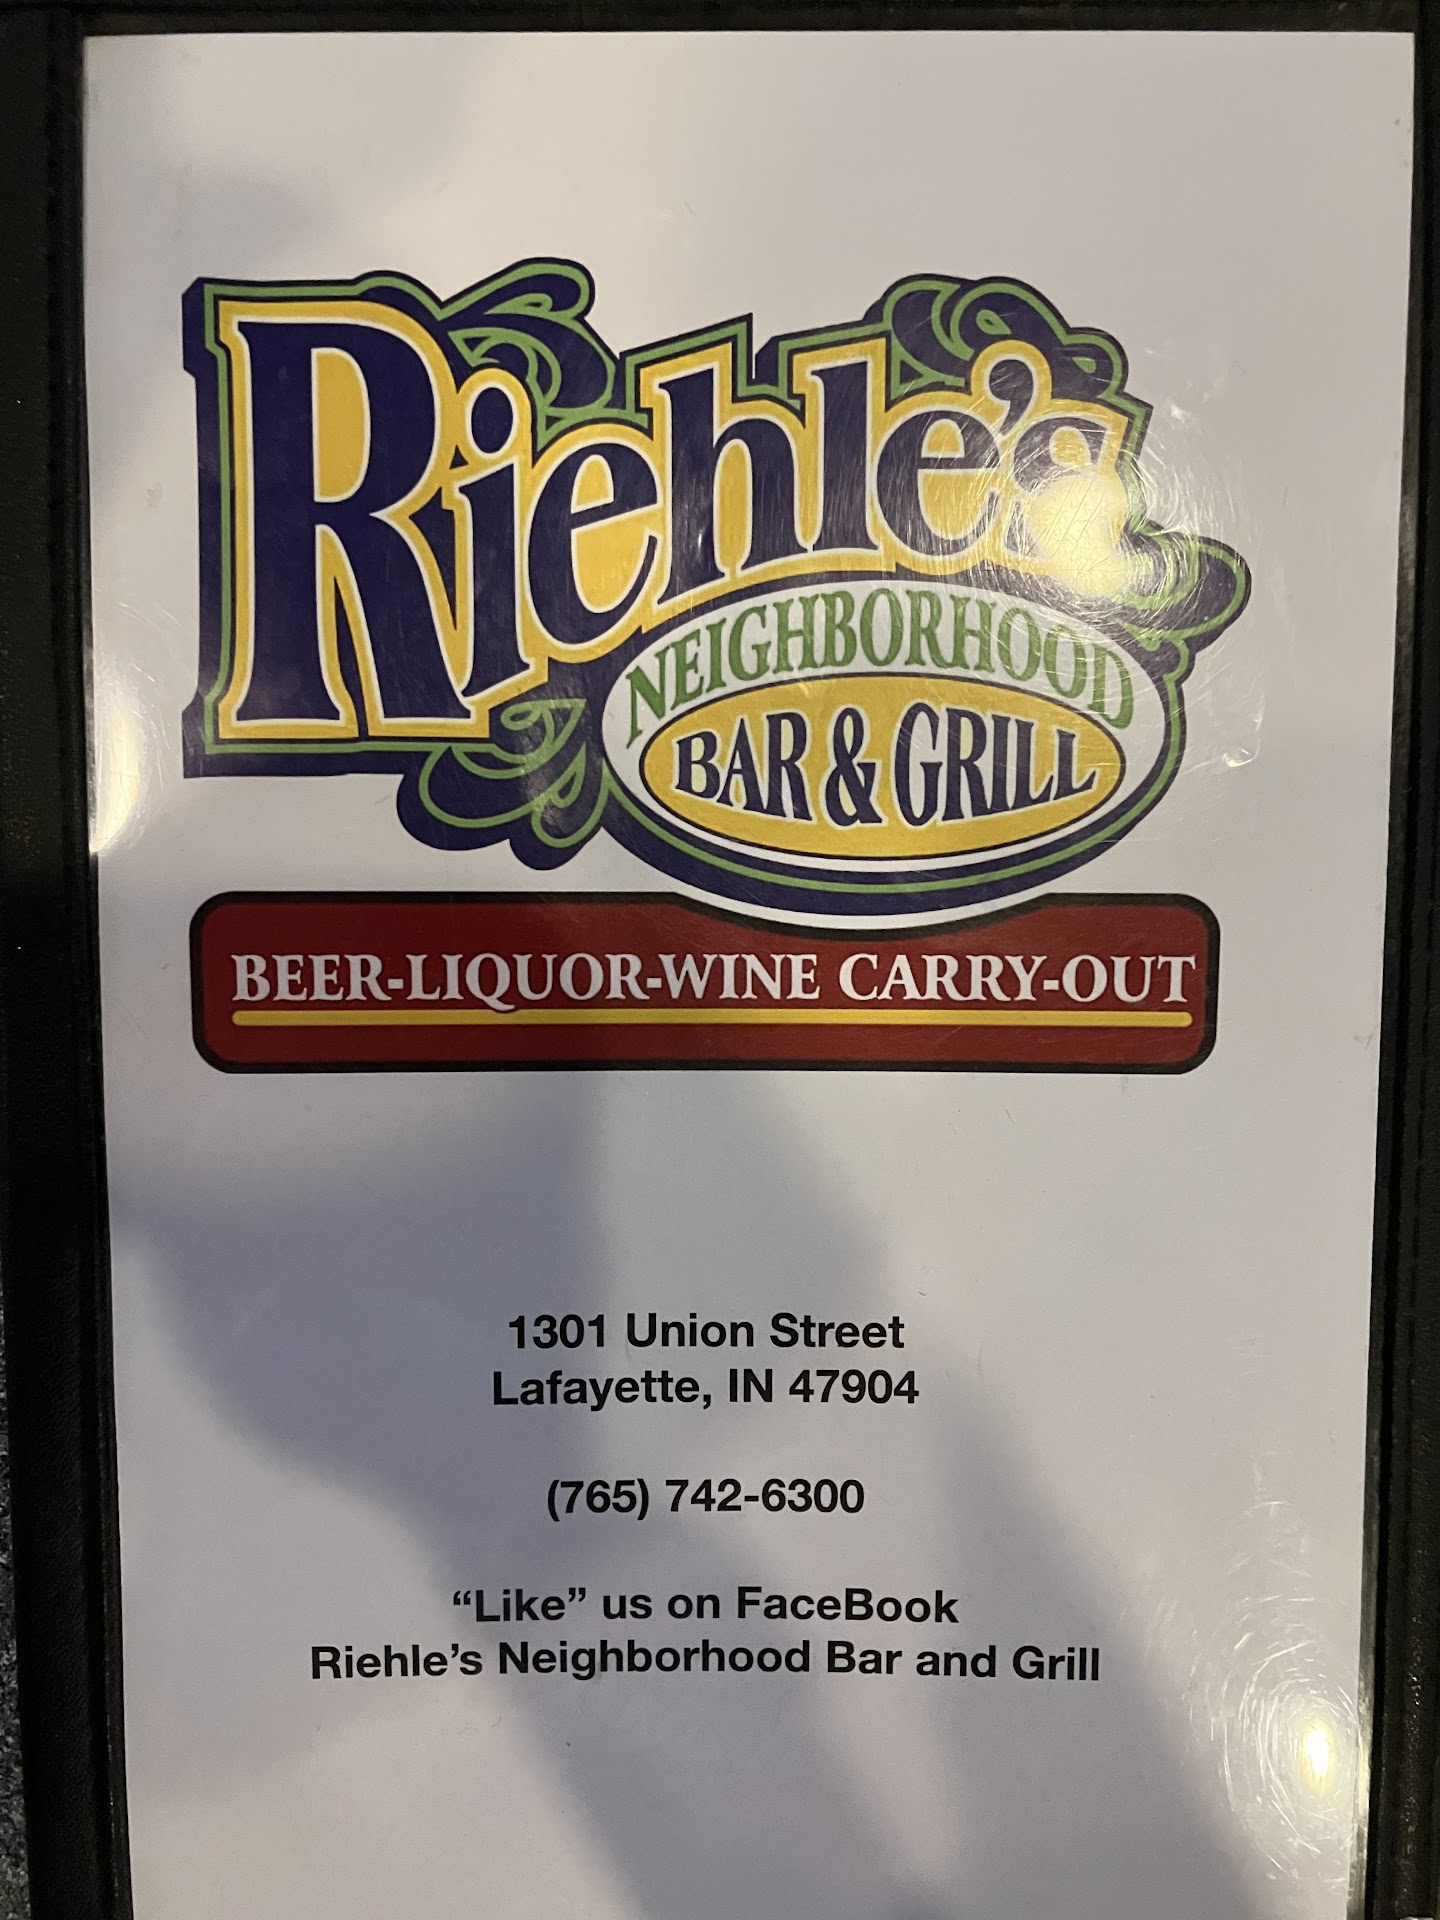 Riehle's
NEIGHBORHOOD
BAR & GRILL
BEER-LIQUOR-WINE CARRY-OUT
1301 Union Street
Lafayette, IN 47904
(765) 742-6300
“Like” us on FaceBook
Riehle’s Neighborhood Bar and Grill